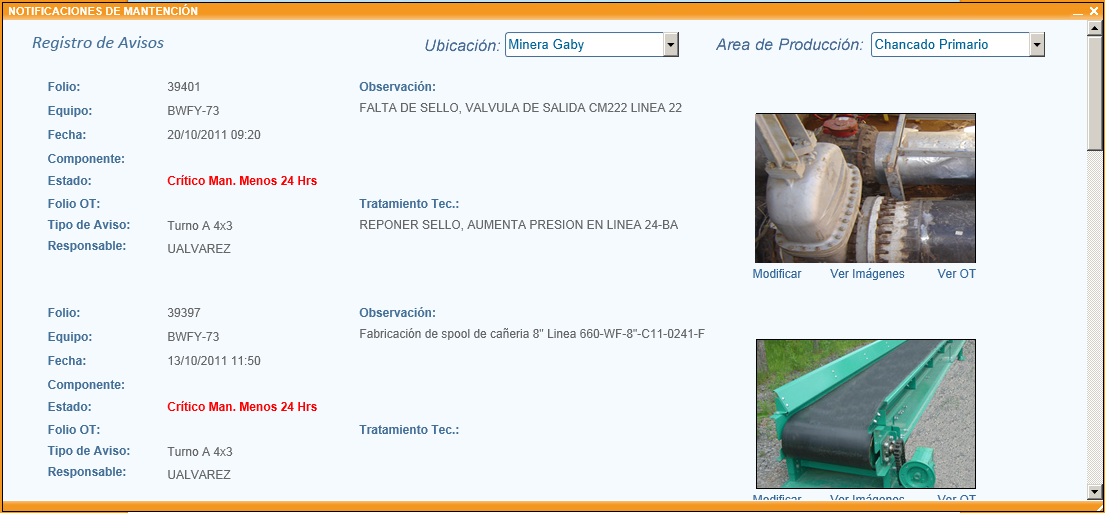 NOTIFICACIONES DE MANTENCIÓN
Registro de Avisos
Ubicación: Minera Gaby
Area de Producción: Chancado Primario
Folio: 39401
Observación:
Equipo: BWFY-73
FALTA DE SELLO, VALVULA DE SALIDA CM222 LINEA 22
Fecha: 20/10/2011 09:20
Componente:
Estado: Crítico Man. Menos 24 Hrs
Folio OT:
Tratamiento Tec.:
Tipo de Aviso: Turno A 4x3
REPONER SELLO, AUMENTA PRESION EN LINEA 24-BA
Responsable: UALVAREZ
Modificar Ver Imágenes Ver OT
Folio: 39397
Observación:
Equipo: BWFY-73
Fabricación de spool de cañeria 8" Linea 660-WF-8"-C11-0241-F
Fecha: 13/10/2011 11:50
Componente:
Estado: Crítico Man. Menos 24 Hrs
Folio OT:
Tratamiento Tec.:
Tipo de Aviso: Turno A 4x3
Responsable: UALVAREZ
Modificar Ver Imágenes Ver OT